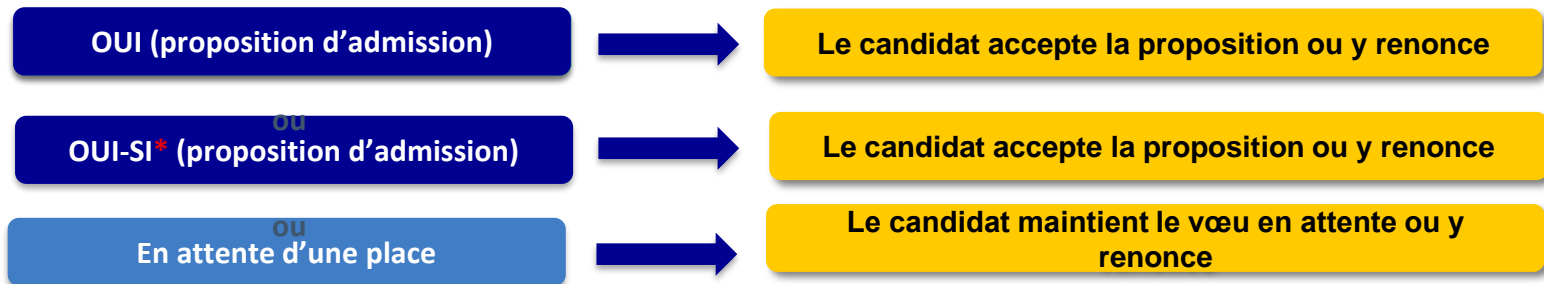 OUI (proposition d’admission)
Le candidat accepte la proposition ou y renonce
ou
OUI-SI* (proposition d’admission)
Le candidat accepte la proposition ou y renonce
ou
En attente d’une place
Le candidat maintient le vœu en attente ou y
renonce